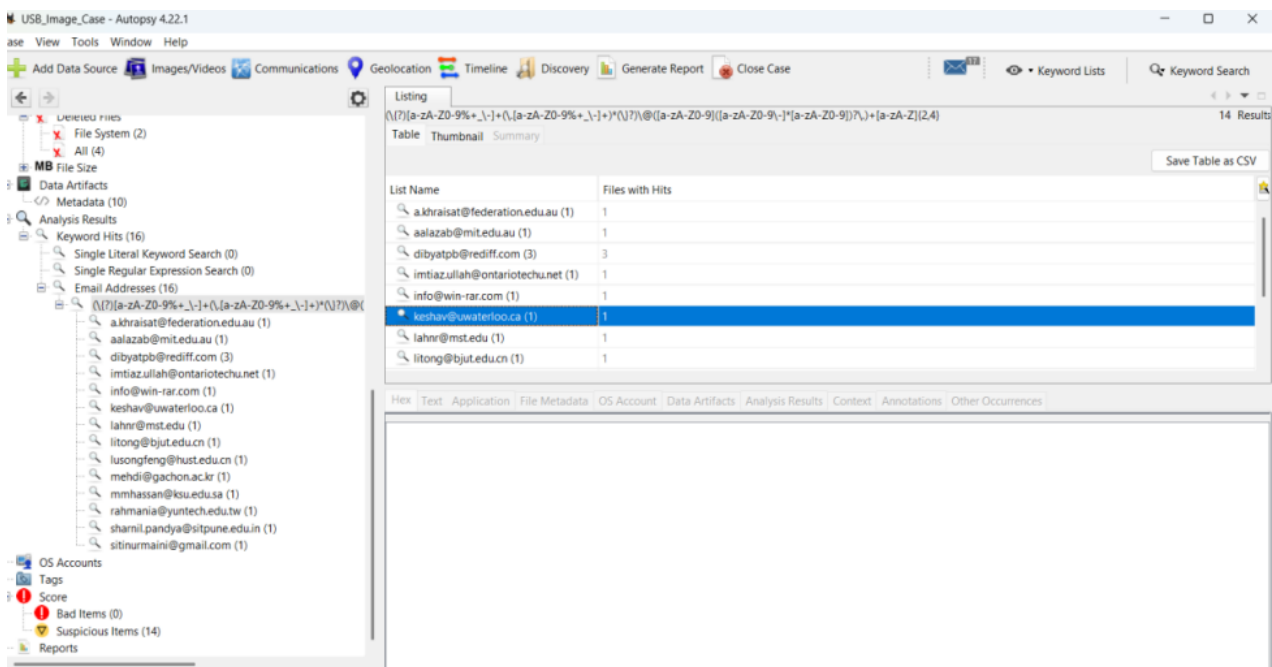 USB_Image_Case - Autopsy 4.22.1
ase View Tools Window Help
Add Data Source Images/Videos Communications Geolocation Timeline Discovery Generate Report Close Case Keyword Lists Keyword Search
Deleted Files
File System (2)
All (4)
MB File Size
Data Artifacts
Metadata (10)
Analysis Results
Keyword Hits (16)
Single Literal Keyword Search (0)
Single Regular Expression Search (0)
Email Addresses (16)
(\{?)[a-zA-Z0-9%+_\-]+(\.[a-zA-Z0-9%+_\-]+)*(\}?)\@(
a.khraisat@federation.edu.au (1)
aalazab@mit.edu.au (1)
dibyatpb@rediff.com (3)
imtiaz.ullah@ontariotechu.net (1)
info@win-rar.com (1)
keshav@uwaterloo.ca (1)
lahnr@mst.edu (1)
litong@bjut.edu.cn (1)
lusongfeng@hust.edu.cn (1)
mehdi@gachon.ac.kr (1)
mmhassan@ksu.edu.sa (1)
rahmania@yuntech.edu.tw (1)
sharnil.pandya@sitpune.edu.in (1)
sitinurmaini@gmail.com (1)
OS Accounts
Tags
Score
Bad Items (0)
Suspicious Items (14)
Reports
Listing
(\{?)[a-zA-Z0-9%+_\-]+(\.[a-zA-Z0-9%+_\-]+)*(\}?)\@([a-zA-Z0-9]([a-zA-Z0-9\-]*[a-zA-Z0-9])?\.)+[a-zA-Z]{2,4} 14 Results
Table Thumbnail Summary
Save Table as CSV
List Name Files with Hits
a.khraisat@federation.edu.au (1) 1
aalazab@mit.edu.au (1) 1
dibyatpb@rediff.com (3) 3
imtiaz.ullah@ontariotechu.net (1) 1
info@win-rar.com (1) 1
keshav@uwaterloo.ca (1) 1
lahnr@mst.edu (1) 1
litong@bjut.edu.cn (1) 1
Hex Text Application File Metadata OS Account Data Artifacts Analysis Results Context Annotations Other Occurrences